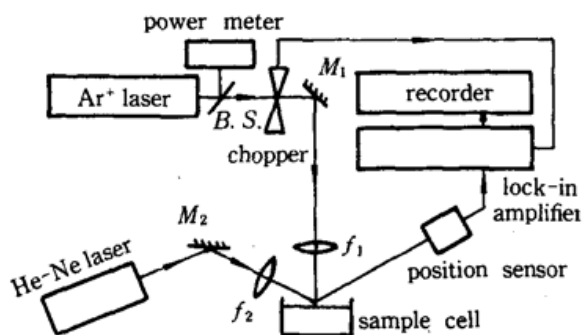 power meter
Ar⁺ laser
B. S.
chopper
M₁
recorder
lock-in
amplifier
M₂
He-Ne laser
f₁
f₂
position sensor
sample cell